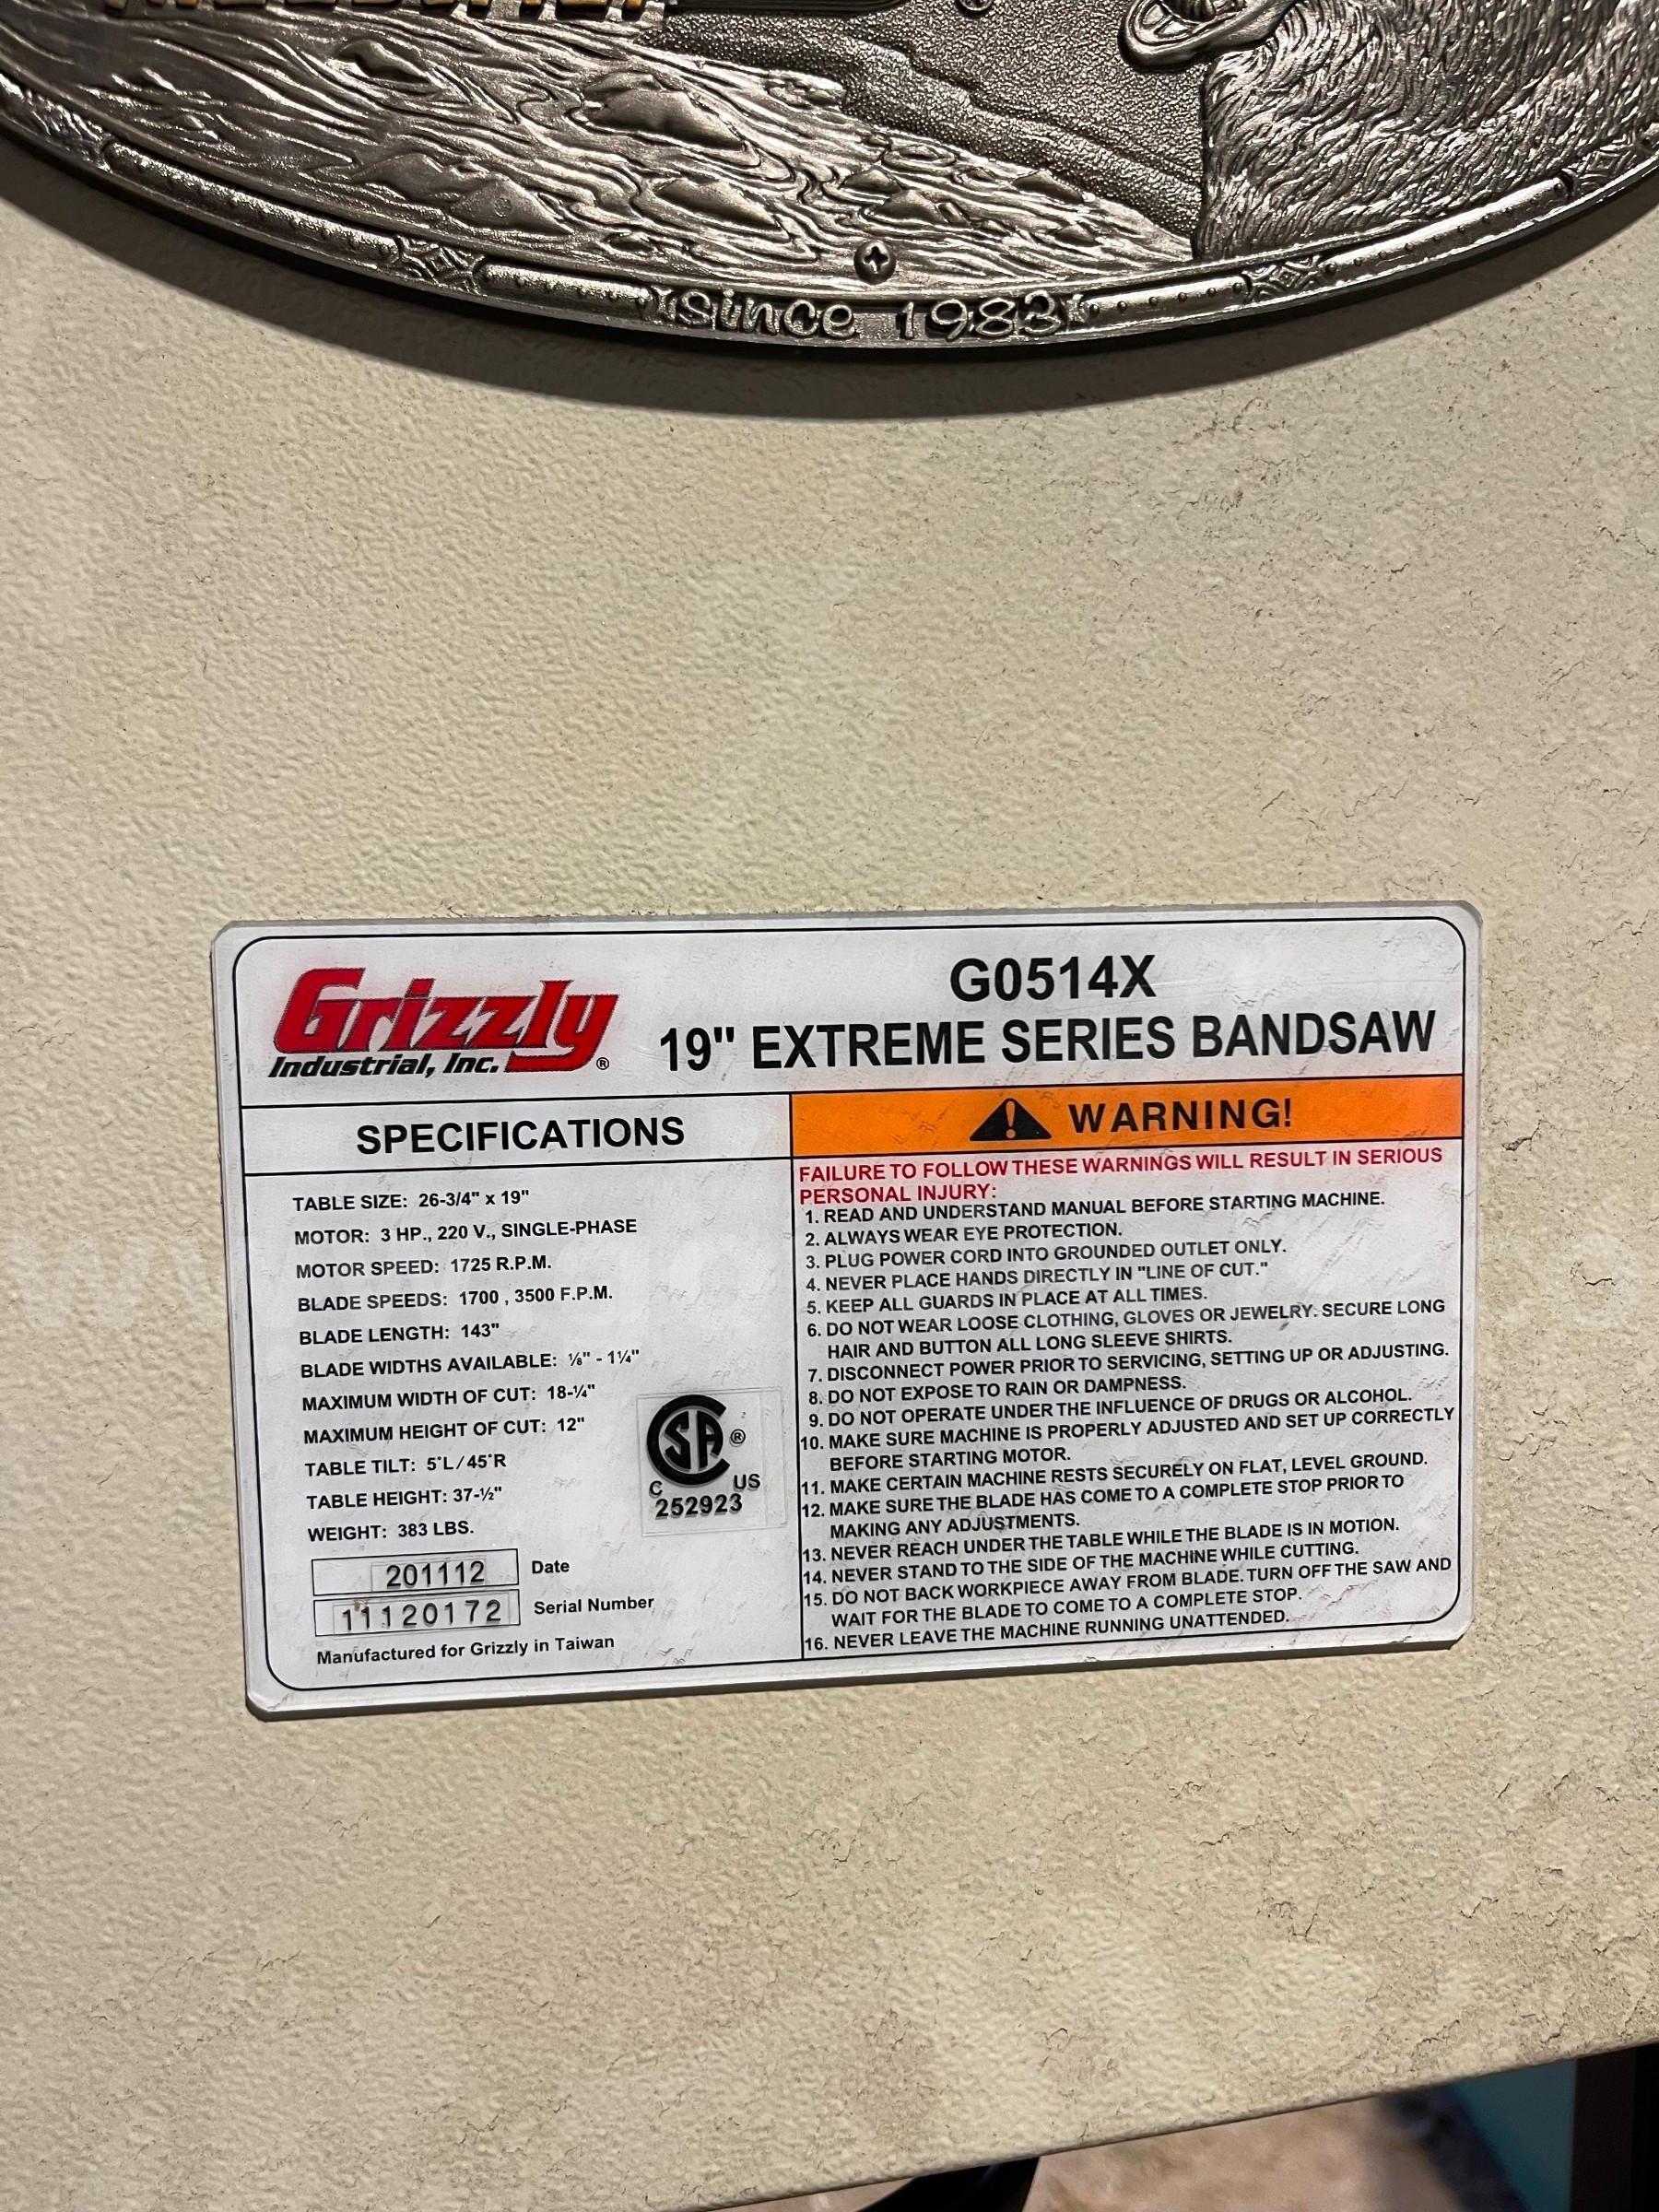 since 1983
Grizzly
Industrial, Inc. ®
G0514X
19" EXTREME SERIES BANDSAW
SPECIFICATIONS
TABLE SIZE: 26-3/4" x 19"
MOTOR: 3 HP., 220 V., SINGLE-PHASE
MOTOR SPEED: 1725 R.P.M.
BLADE SPEEDS: 1700 , 3500 F.P.M.
BLADE LENGTH: 143"
BLADE WIDTHS AVAILABLE: ⅛" - 1¼"
MAXIMUM WIDTH OF CUT: 18-¼"
MAXIMUM HEIGHT OF CUT: 12"
TABLE TILT: 5°L / 45°R
TABLE HEIGHT: 37-½"
WEIGHT: 383 LBS.
CSA ®
C US
252923
201112 Date
11120172 Serial Number
Manufactured for Grizzly in Taiwan
WARNING!
FAILURE TO FOLLOW THESE WARNINGS WILL RESULT IN SERIOUS
PERSONAL INJURY:
1. READ AND UNDERSTAND MANUAL BEFORE STARTING MACHINE.
2. ALWAYS WEAR EYE PROTECTION.
3. PLUG POWER CORD INTO GROUNDED OUTLET ONLY.
4. NEVER PLACE HANDS DIRECTLY IN "LINE OF CUT."
5. KEEP ALL GUARDS IN PLACE AT ALL TIMES.
6. DO NOT WEAR LOOSE CLOTHING, GLOVES OR JEWELRY. SECURE LONG
HAIR AND BUTTON ALL LONG SLEEVE SHIRTS.
7. DISCONNECT POWER PRIOR TO SERVICING, SETTING UP OR ADJUSTING.
8. DO NOT EXPOSE TO RAIN OR DAMPNESS.
9. DO NOT OPERATE UNDER THE INFLUENCE OF DRUGS OR ALCOHOL.
10. MAKE SURE MACHINE IS PROPERLY ADJUSTED AND SET UP CORRECTLY
BEFORE STARTING MOTOR.
11. MAKE CERTAIN MACHINE RESTS SECURELY ON FLAT, LEVEL GROUND.
12. MAKE SURE THE BLADE HAS COME TO A COMPLETE STOP PRIOR TO
MAKING ANY ADJUSTMENTS.
13. NEVER REACH UNDER THE TABLE WHILE THE BLADE IS IN MOTION.
14. NEVER STAND TO THE SIDE OF THE MACHINE WHILE CUTTING.
15. DO NOT BACK WORKPIECE AWAY FROM BLADE. TURN OFF THE SAW AND
WAIT FOR THE BLADE TO COME TO A COMPLETE STOP.
16. NEVER LEAVE THE MACHINE RUNNING UNATTENDED.